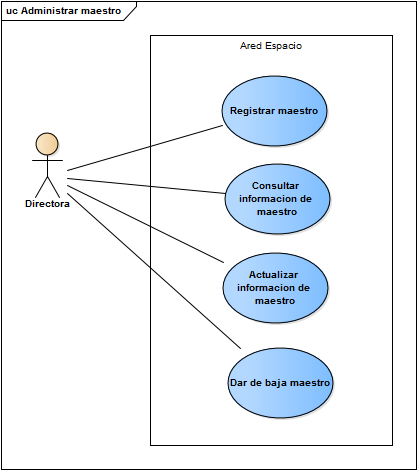 uc Administrar maestro
Ared Espacio
Registrar maestro
Consultar
informacion de
maestro
Directora
Actualizar
informacion de
maestro
Dar de baja maestro